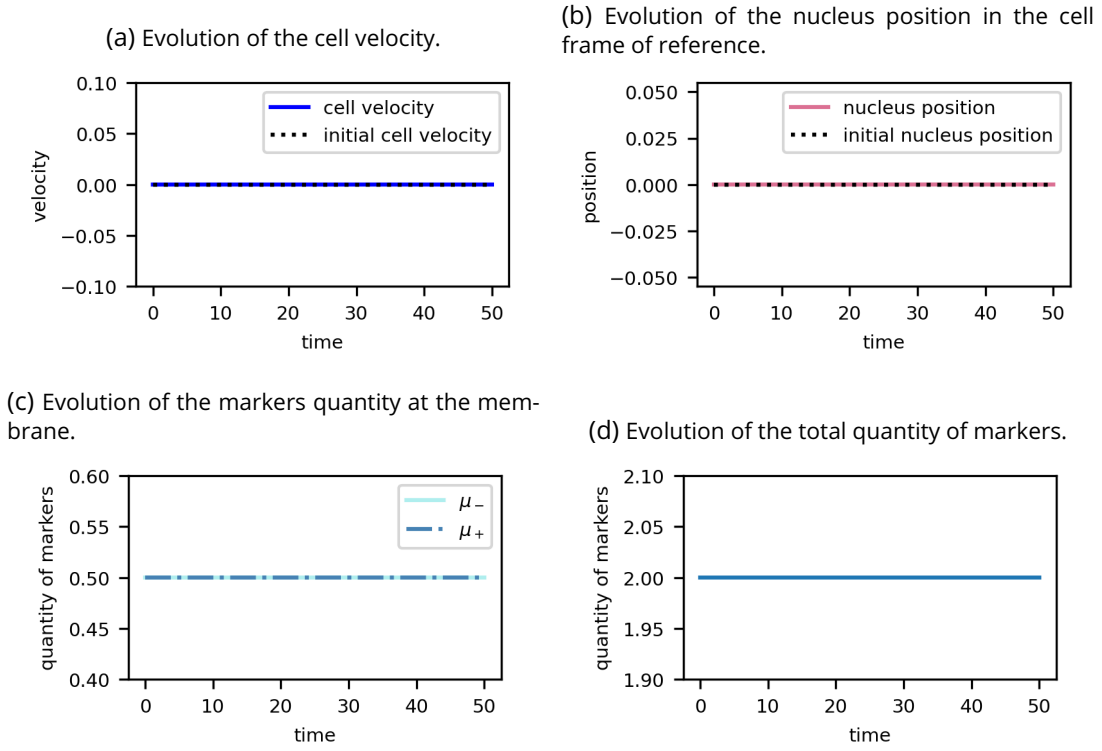 (a) Evolution of the cell velocity.
0.10
0.05
0.00
−0.05
−0.10
velocity
cell velocity
initial cell velocity
0 10 20 30 40 50
time
(b) Evolution of the nucleus position in the cell
frame of reference.
0.050
0.025
0.000
−0.025
−0.050
position
nucleus position
initial nucleus position
0 10 20 30 40 50
time
(c) Evolution of the markers quantity at the mem-
brane.
0.60
0.55
0.50
0.45
0.40
quantity of markers
μ−
μ+
0 10 20 30 40 50
time
(d) Evolution of the total quantity of markers.
2.10
2.05
2.00
1.95
1.90
quantity of markers
0 10 20 30 40 50
time